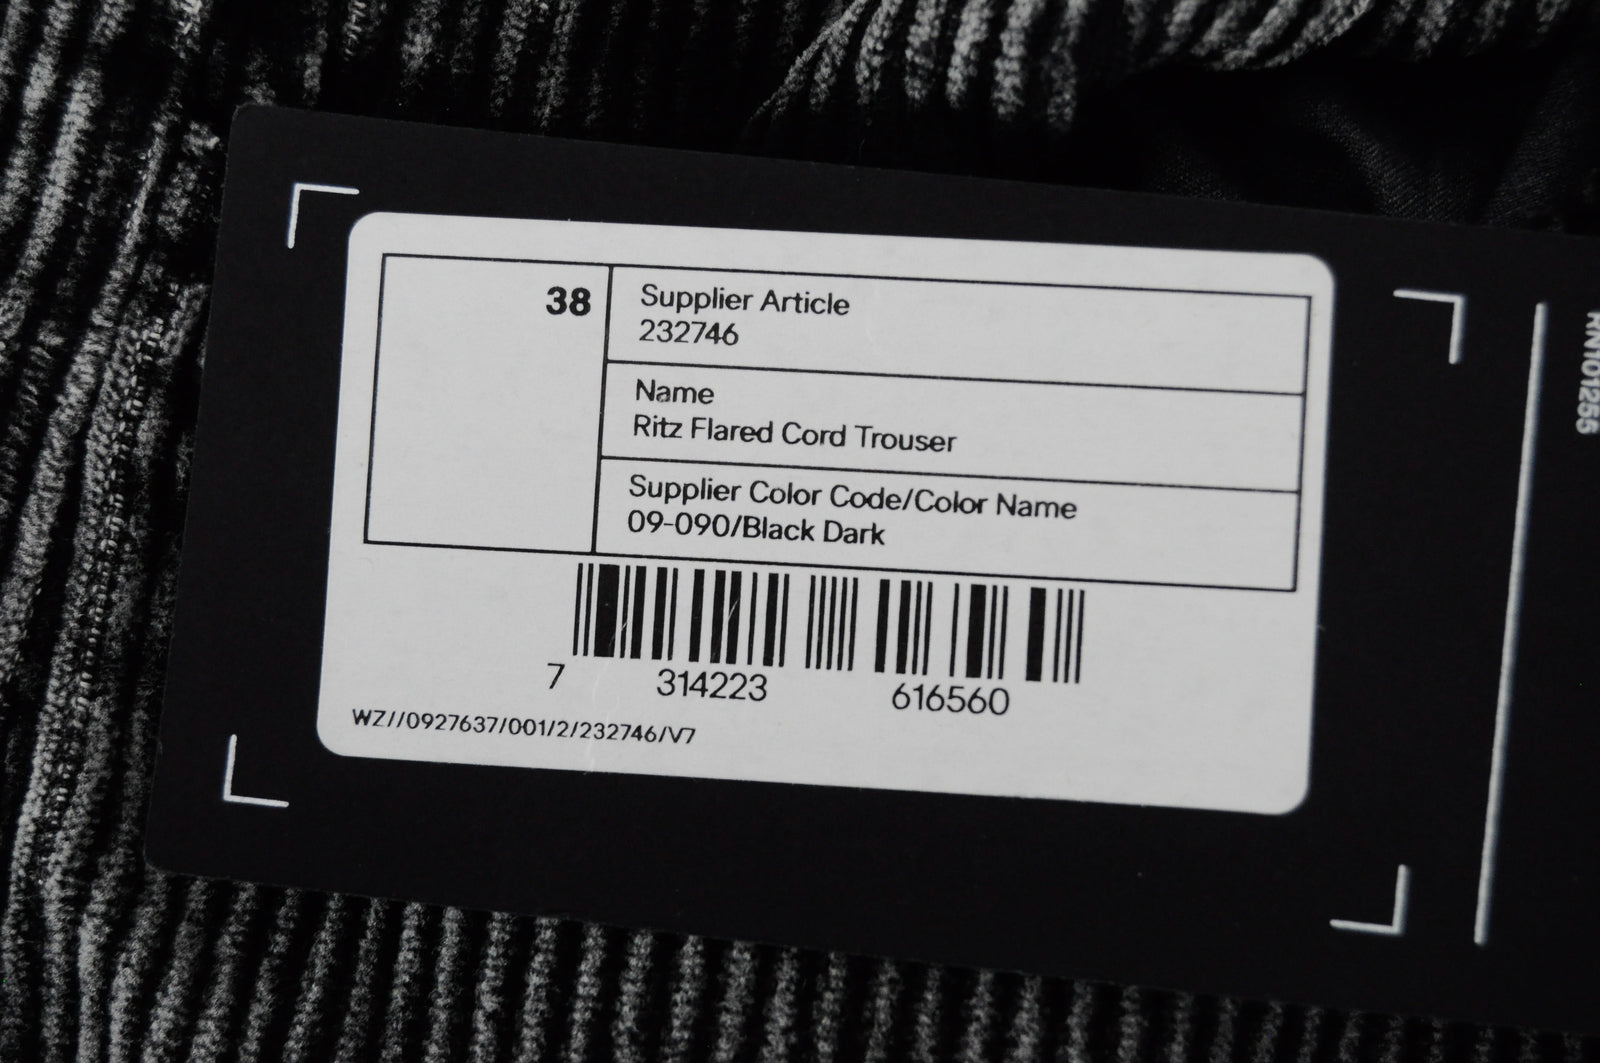 38
Supplier Article
232746
Name
Ritz Flared Cord Trouser
Supplier Color Code/Color Name
09-090/Black Dark
7 314223 616560
WZ//0927637/001/2/232746/V7
RN101255